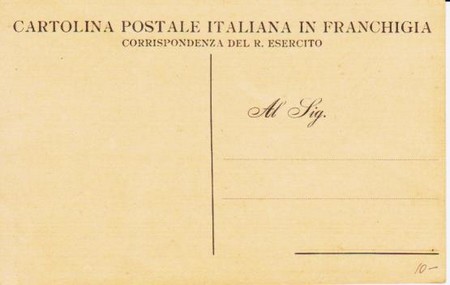 CARTOLINA POSTALE ITALIANA IN FRANCHIGIA
CORRISPONDENZA DEL R. ESERCITO
Al Sig.
10-